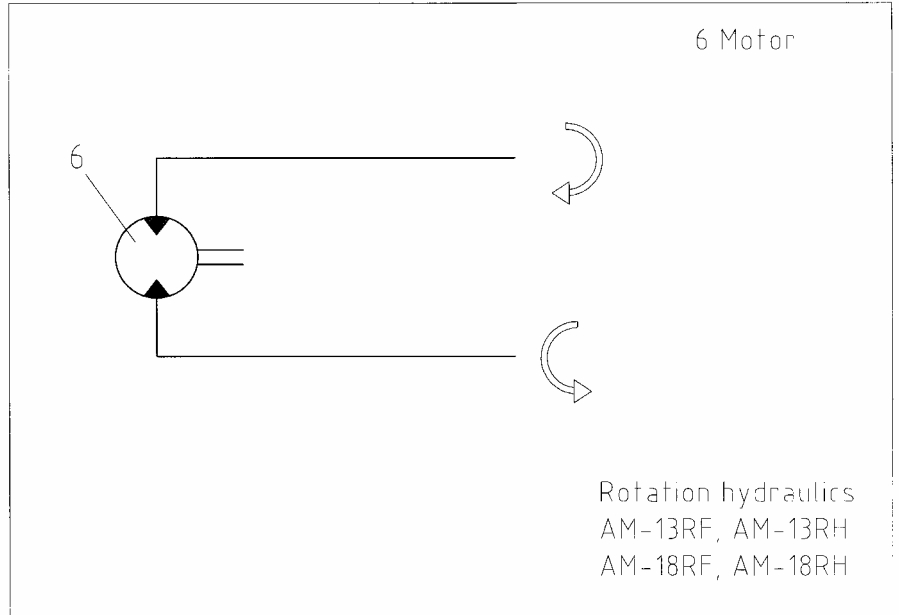 6 Motor
6
Rotation hydraulics
AM-13RF, AM-13RH
AM-18RF, AM-18RH